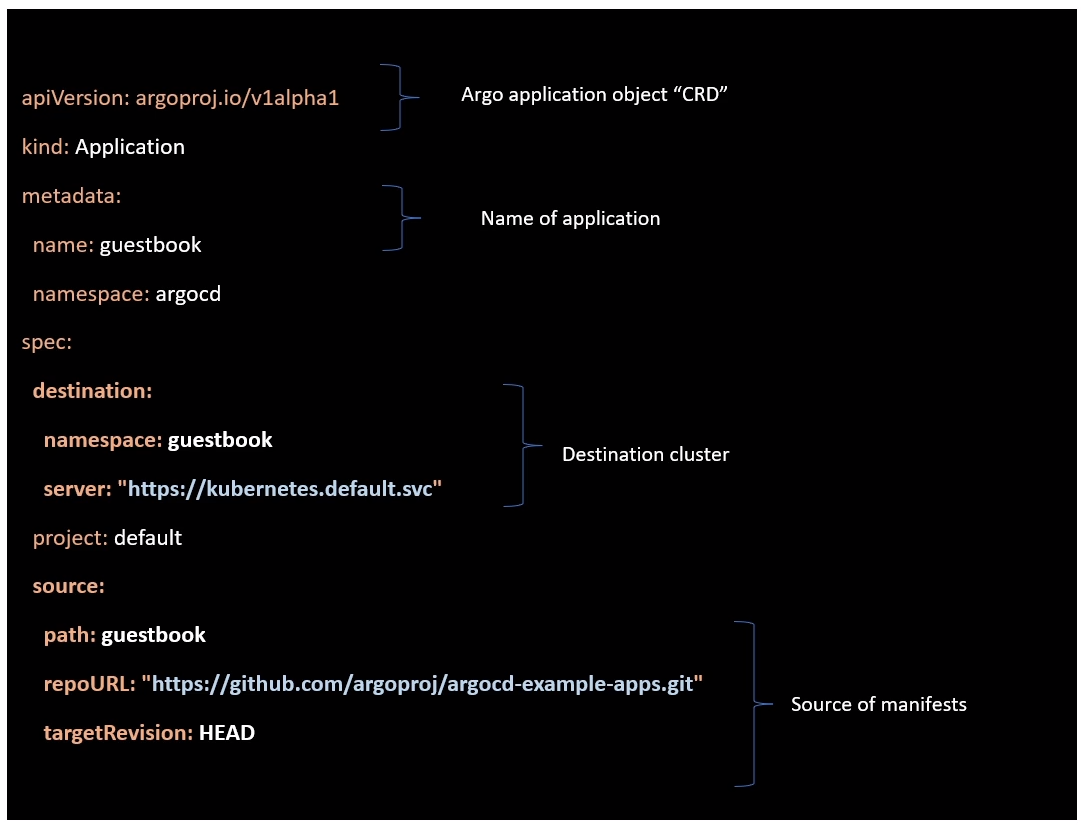 apiVersion: argoproj.io/v1alpha1
Argo application object “CRD”
kind: Application
metadata:
Name of application
name: guestbook
namespace: argocd
spec:
destination:
namespace: guestbook
Destination cluster
server: "https://kubernetes.default.svc"
project: default
source:
path: guestbook
repoURL: "https://github.com/argoproj/argocd-example-apps.git"
Source of manifests
targetRevision: HEAD